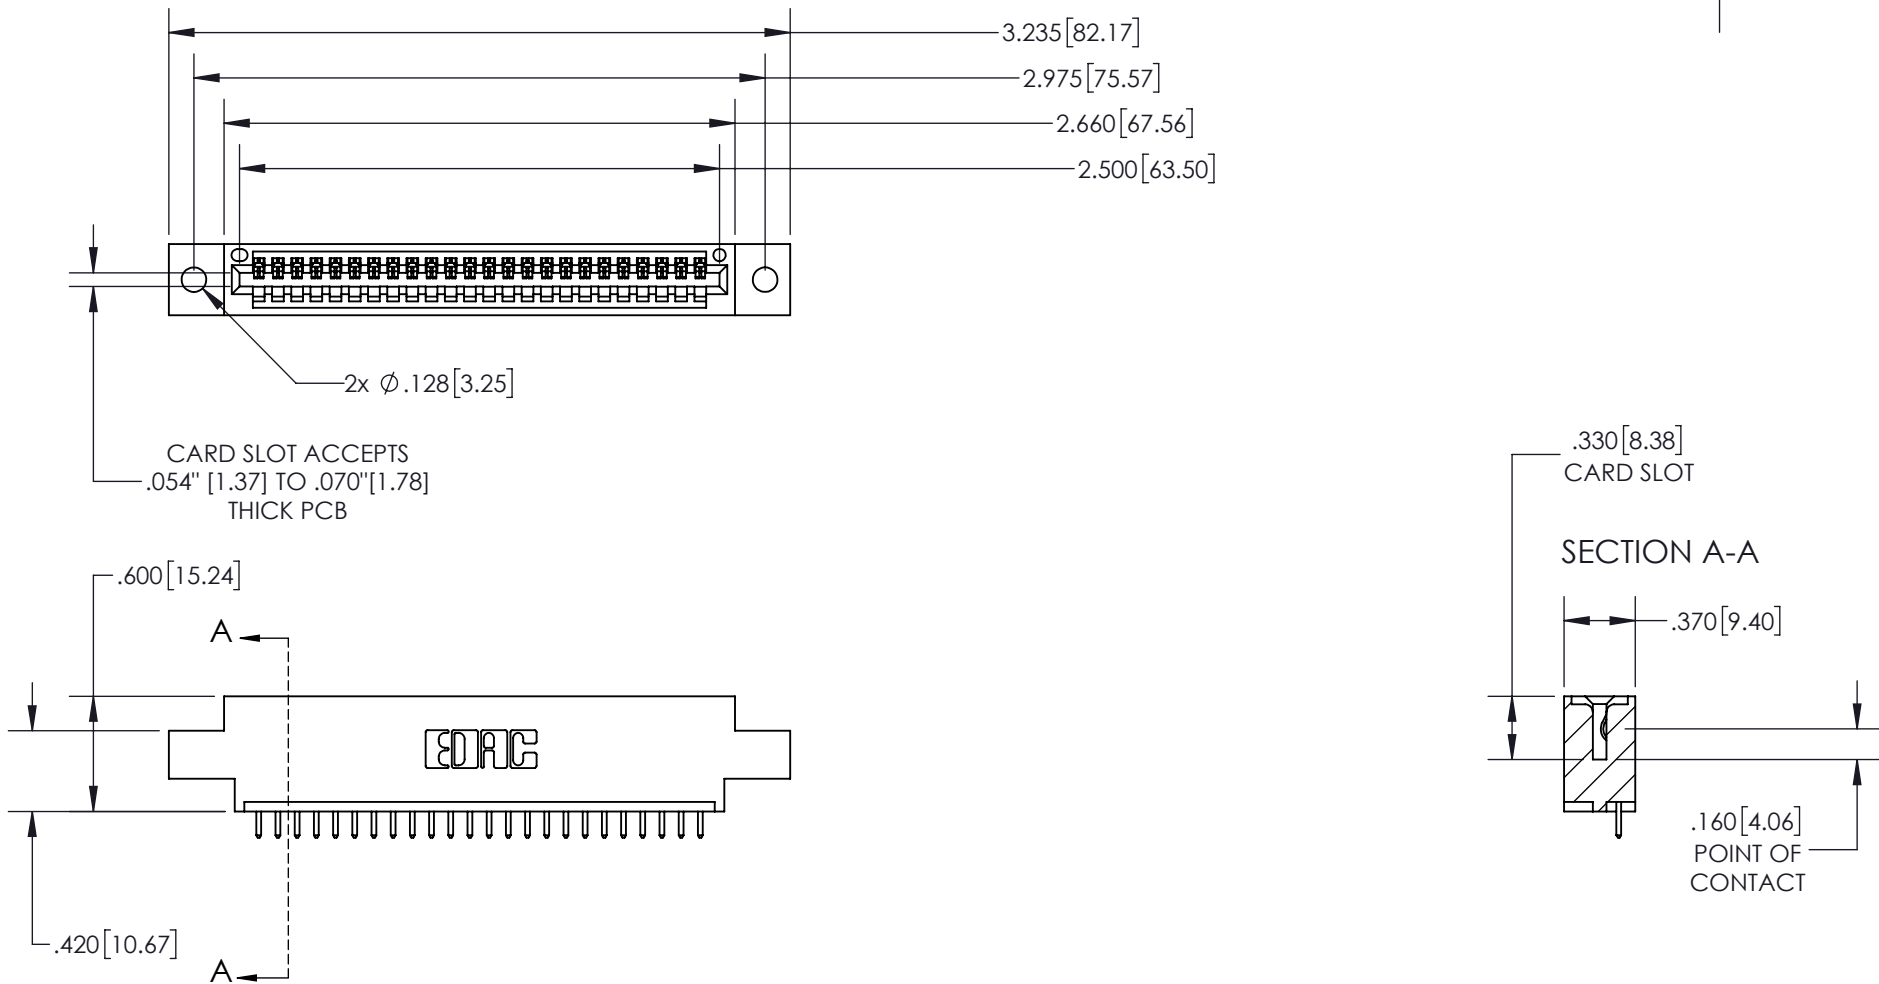 3.235[82.17]
2.975[75.57]
2.660[67.56]
2.500[63.50]
2x Ø.128[3.25]
CARD SLOT ACCEPTS
.054" [1.37] TO .070"[1.78]
THICK PCB
.330[8.38]
CARD SLOT
SECTION A-A
.600[15.24]
A
.370[9.40]
EDAC
.160[4.06]
POINT OF
CONTACT
.420[10.67]
A